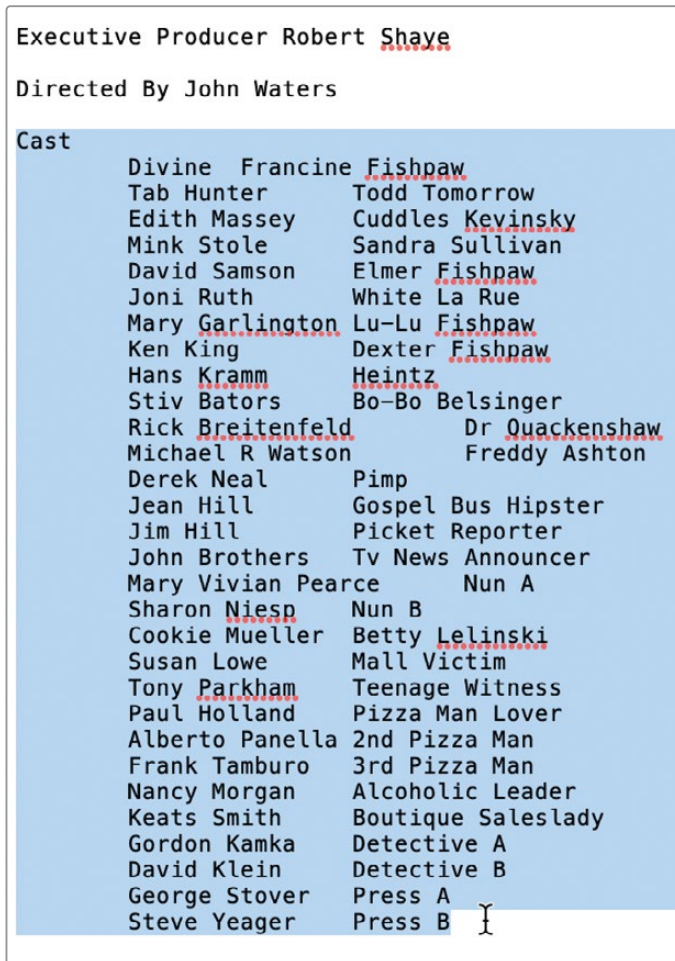 Executive Producer Robert Shaye
Directed By John Waters
Cast
Divine Francine Fishpaw
Tab Hunter Todd Tomorrow
Edith Massey Cuddles Kevinsky
Mink Stole Sandra Sullivan
David Samson Elmer Fishpaw
Joni Ruth White La Rue
Mary Garlington Lu-Lu Fishpaw
Ken King Dexter Fishpaw
Hans Kramm Heintz
Stiv Bators Bo-Bo Belsinger
Rick Breitenfeld Dr Quackenshaw
Michael R Watson Freddy Ashton
Derek Neal Pimp
Jean Hill Gospel Bus Hipster
Jim Hill Picket Reporter
John Brothers Tv News Announcer
Mary Vivian Pearce Nun A
Sharon Niesp Nun B
Cookie Mueller Betty Lelinski
Susan Lowe Mall Victim
Tony Parkham Teenage Witness
Paul Holland Pizza Man Lover
Alberto Panella 2nd Pizza Man
Frank Tamburo 3rd Pizza Man
Nancy Morgan Alcoholic Leader
Keats Smith Boutique Saleslady
Gordon Kamka Detective A
David Klein Detective B
George Stover Press A
Steve Yeager Press B